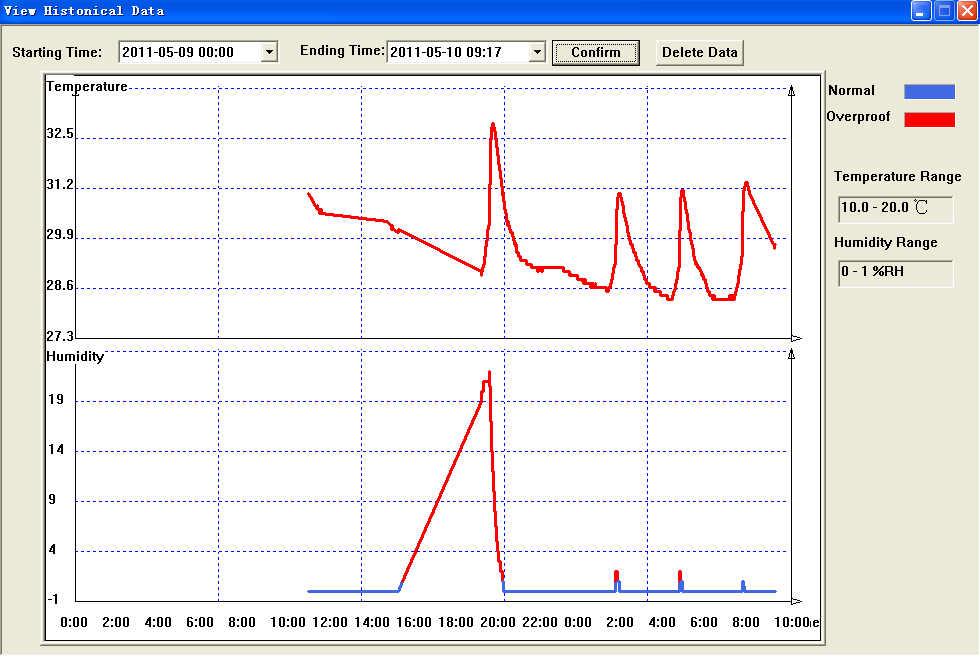 View Histonical Data
Starting Time: 2011-05-09 00:00 Ending Time: 2011-05-10 09:17 Confirm Delete Data
Temperature
Normal
Overproof
32.5
31.2
29.9
28.6
27.3
Temperature Range
10.0 - 20.0 ℃
Humidity Range
0 - 1 %RH
Humidity
19
14
9
4
-1
0:00 2:00 4:00 6:00 8:00 10:00 12:00 14:00 16:00 18:00 20:00 22:00 0:00 2:00 4:00 6:00 8:00 10:00